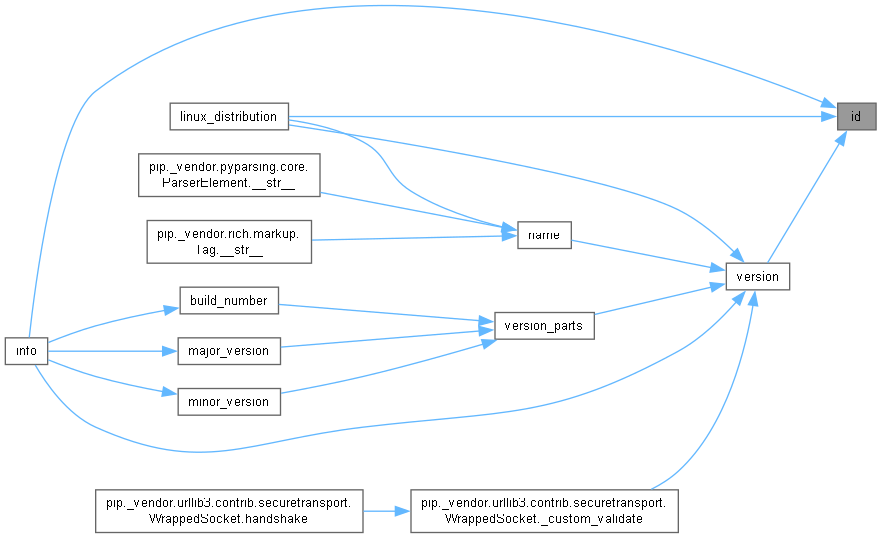 id
linux_distribution
pip._vendor.pyparsing.core.
ParserElement.__str__
pip._vendor.rich.markup.
Tag.__str__
name
version
build_number
version_parts
info
major_version
minor_version
pip._vendor.urllib3.contrib.securetransport.
WrappedSocket.handshake
pip._vendor.urllib3.contrib.securetransport.
WrappedSocket._custom_validate